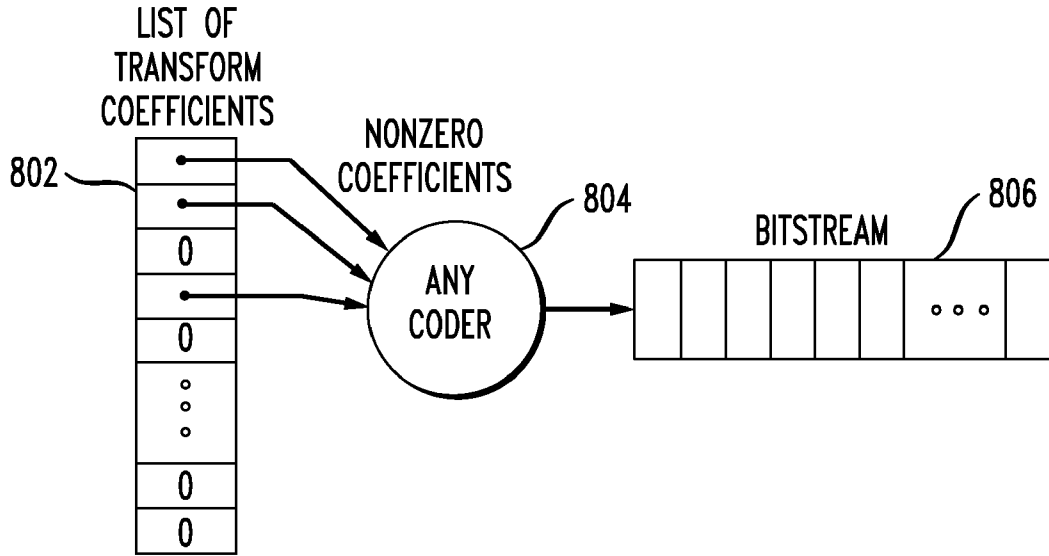 LIST OF
TRANSFORM
COEFFICIENTS
NONZERO
COEFFICIENTS
802
804
806
BITSTREAM
0
ANY
CODER
0
0
0